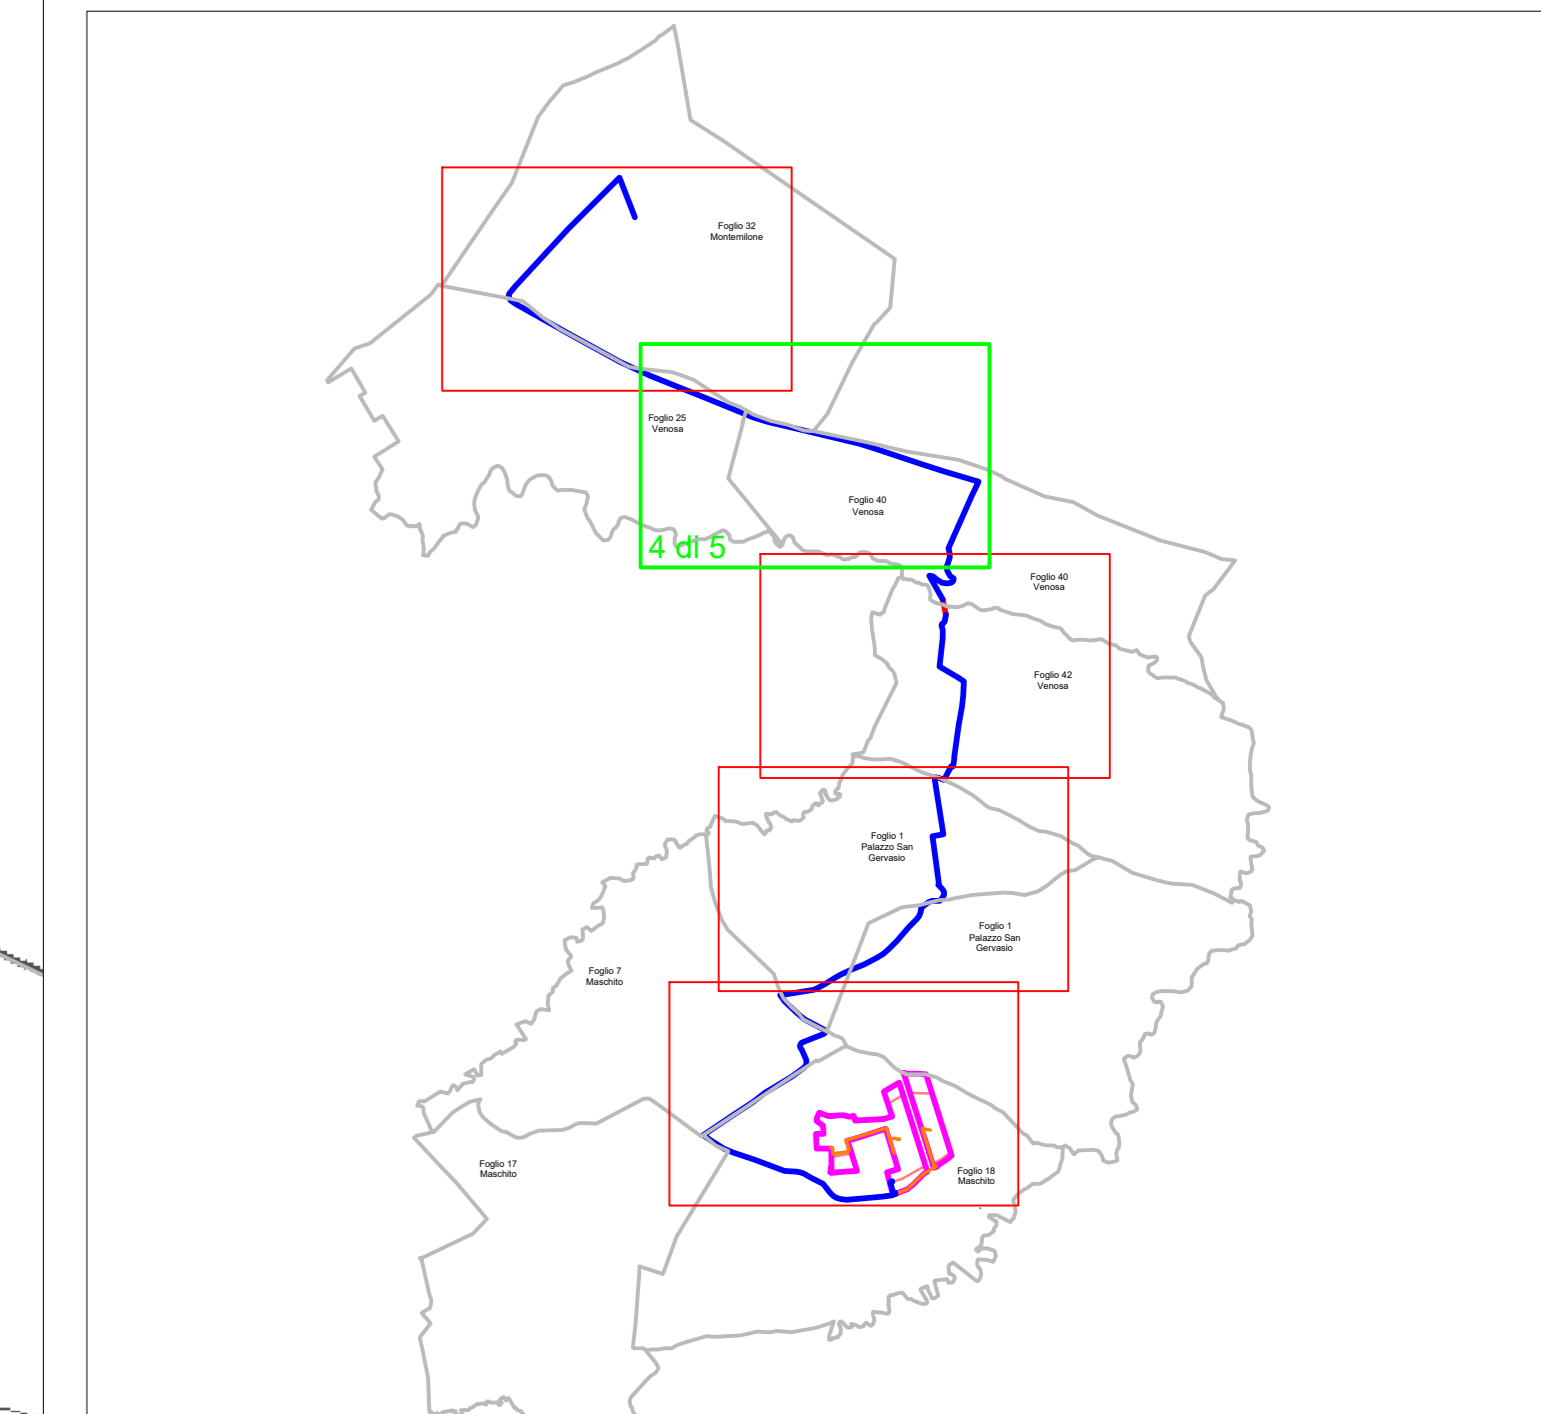 Foglio 32
Montemilone
Foglio 25
Venosa
Foglio 40
Venosa
4 di 5
Foglio 40
Venosa
Foglio 42
Venosa
Foglio 1
Palazzo San
Gervasio
Foglio 1
Palazzo San
Gervasio
Foglio 7
Maschito
Foglio 17
Maschito
Foglio 18
Maschito